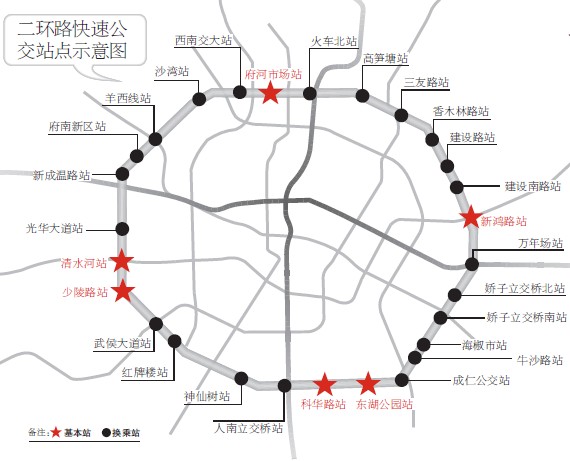 二环路快速公
交站点示意图
西南交大站
火车北站
高笋塘站
沙湾站
府河市场站
三友路站
羊西线站
香木林路站
府南新区站
建设路站
新成温路站
建设南路站
新鸿路站
光华大道站
万年场站
清水河站
娇子立交桥北站
少陵路站
娇子立交桥南站
武侯大道站
海椒市站
牛沙路站
红牌楼站
成仁公交站
神仙树站
科华路站
东湖公园站
人南立交桥站
备注：基本站 换乘站